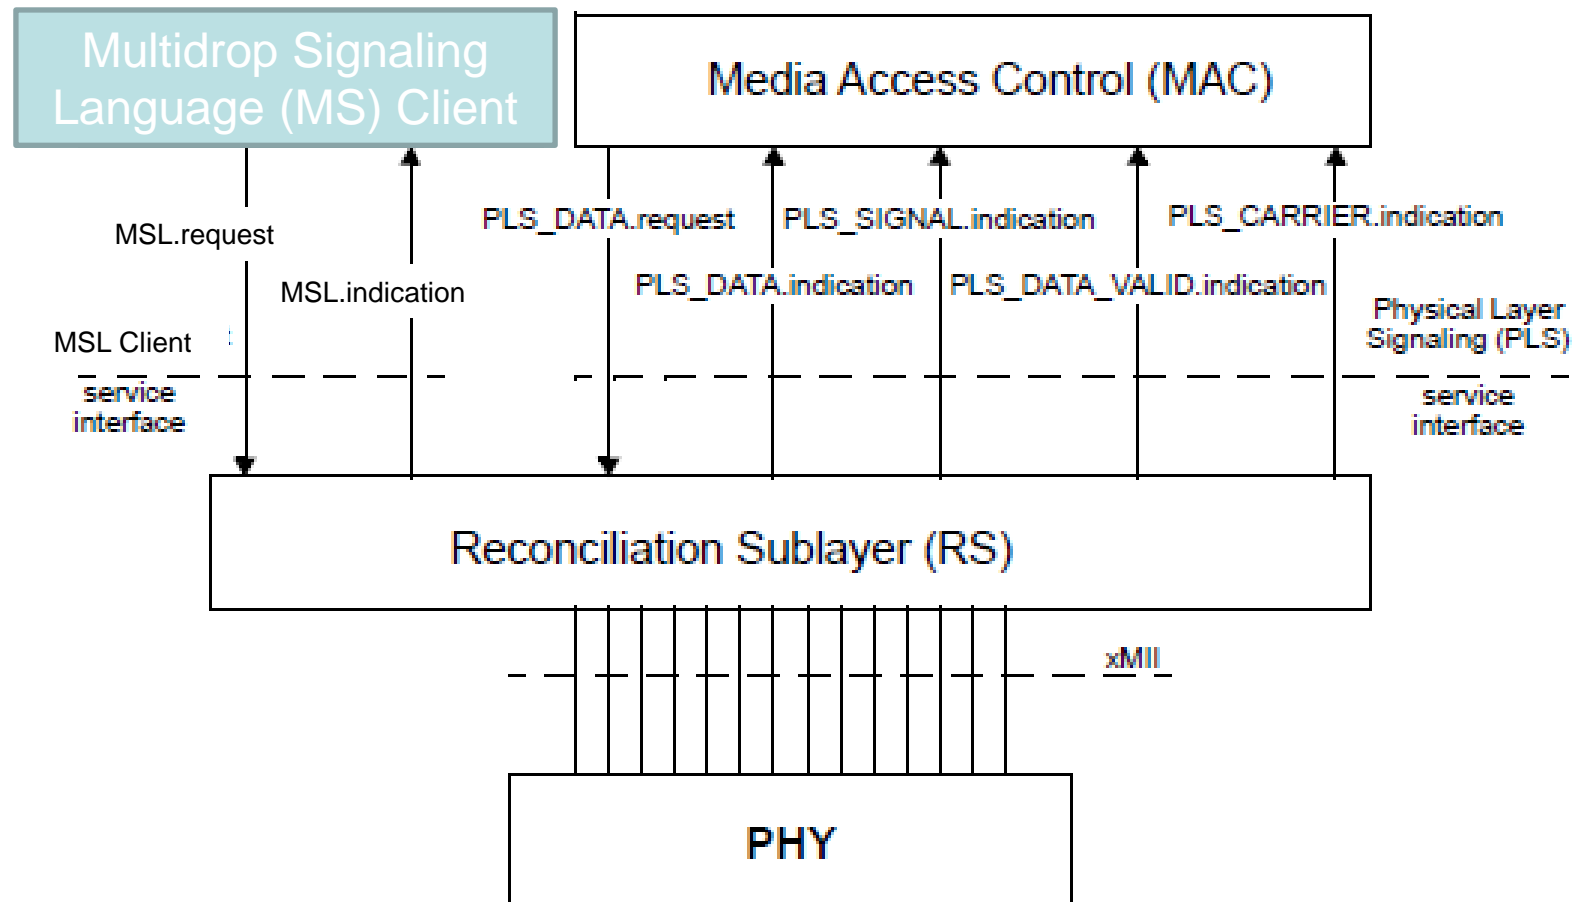 Multidrop Signaling
Language (MS) Client
Media Access Control (MAC)
MSL.request
PLS_DATA.request
PLS_SIGNAL.indication
PLS_CARRIER.indication
MSL.indication
PLS_DATA.indication
PLS_DATA_VALID.indication
MSL Client
Physical Layer
Signaling (PLS)
service
interface
service
interface
Reconciliation Sublayer (RS)
xMII
PHY